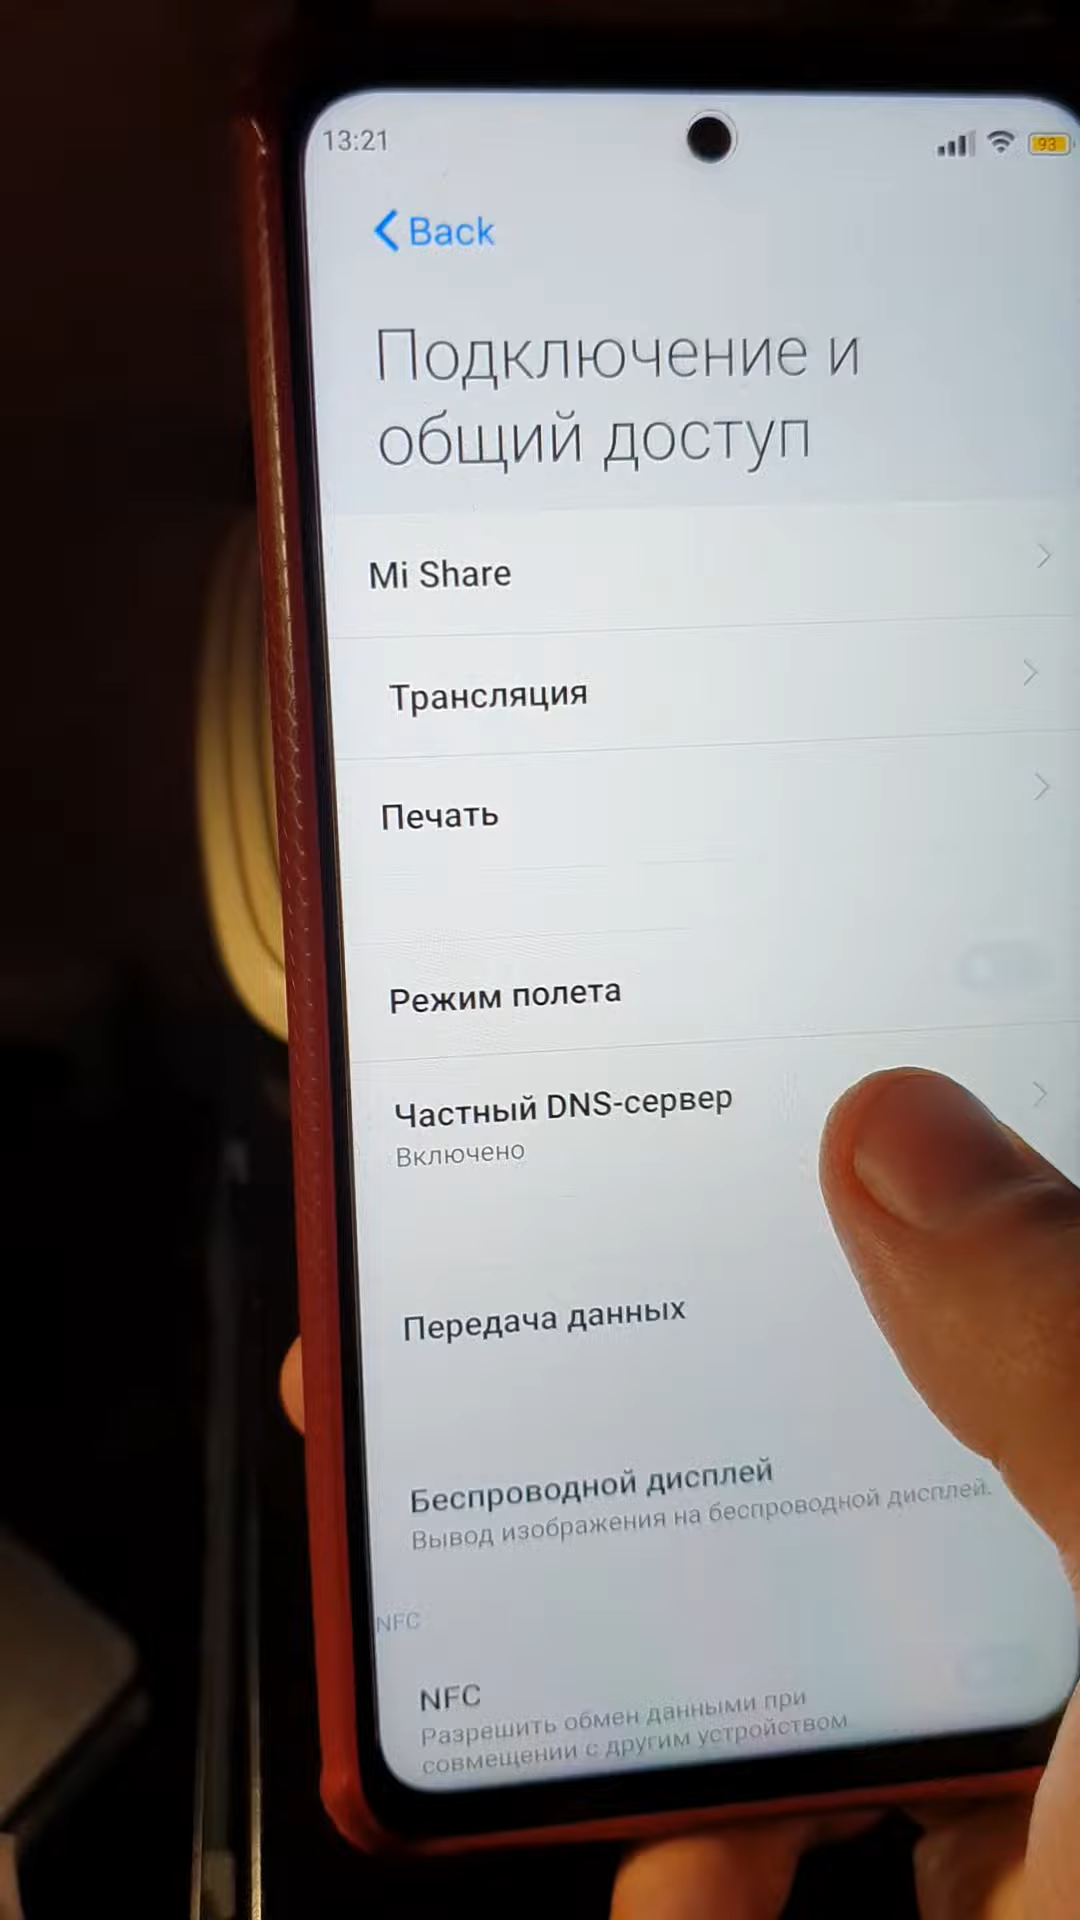 13:21
93
Back
Подключение и
общий доступ
Mi Share
Трансляция
Печать
Режим полета
Частный DNS-сервер
Включено
Передача данных
Беспроводной дисплей
Вывод изображения на беспроводной дисплей.
NFC
NFC
Разрешить обмен данными при
совмещении с другим устройством